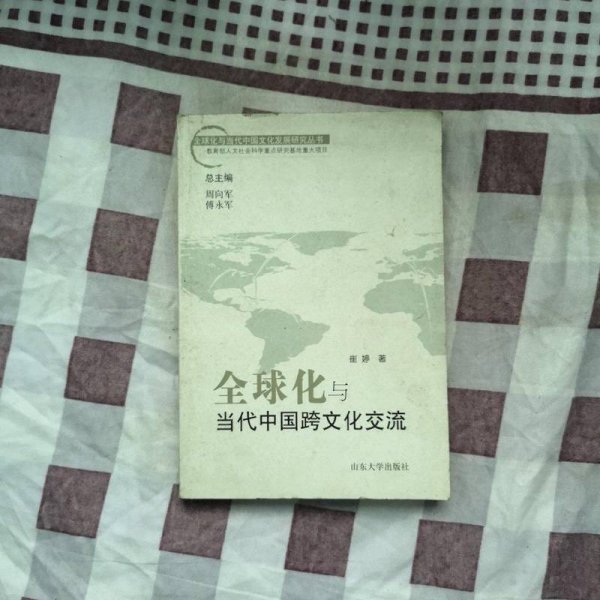 全球化与当代中国文化发展研究丛书
教育部人文社会科学重点研究基地重大项目
总主编
周向军
傅永军
崔婷 著
全球化与
当代中国跨文化交流
山东大学出版社